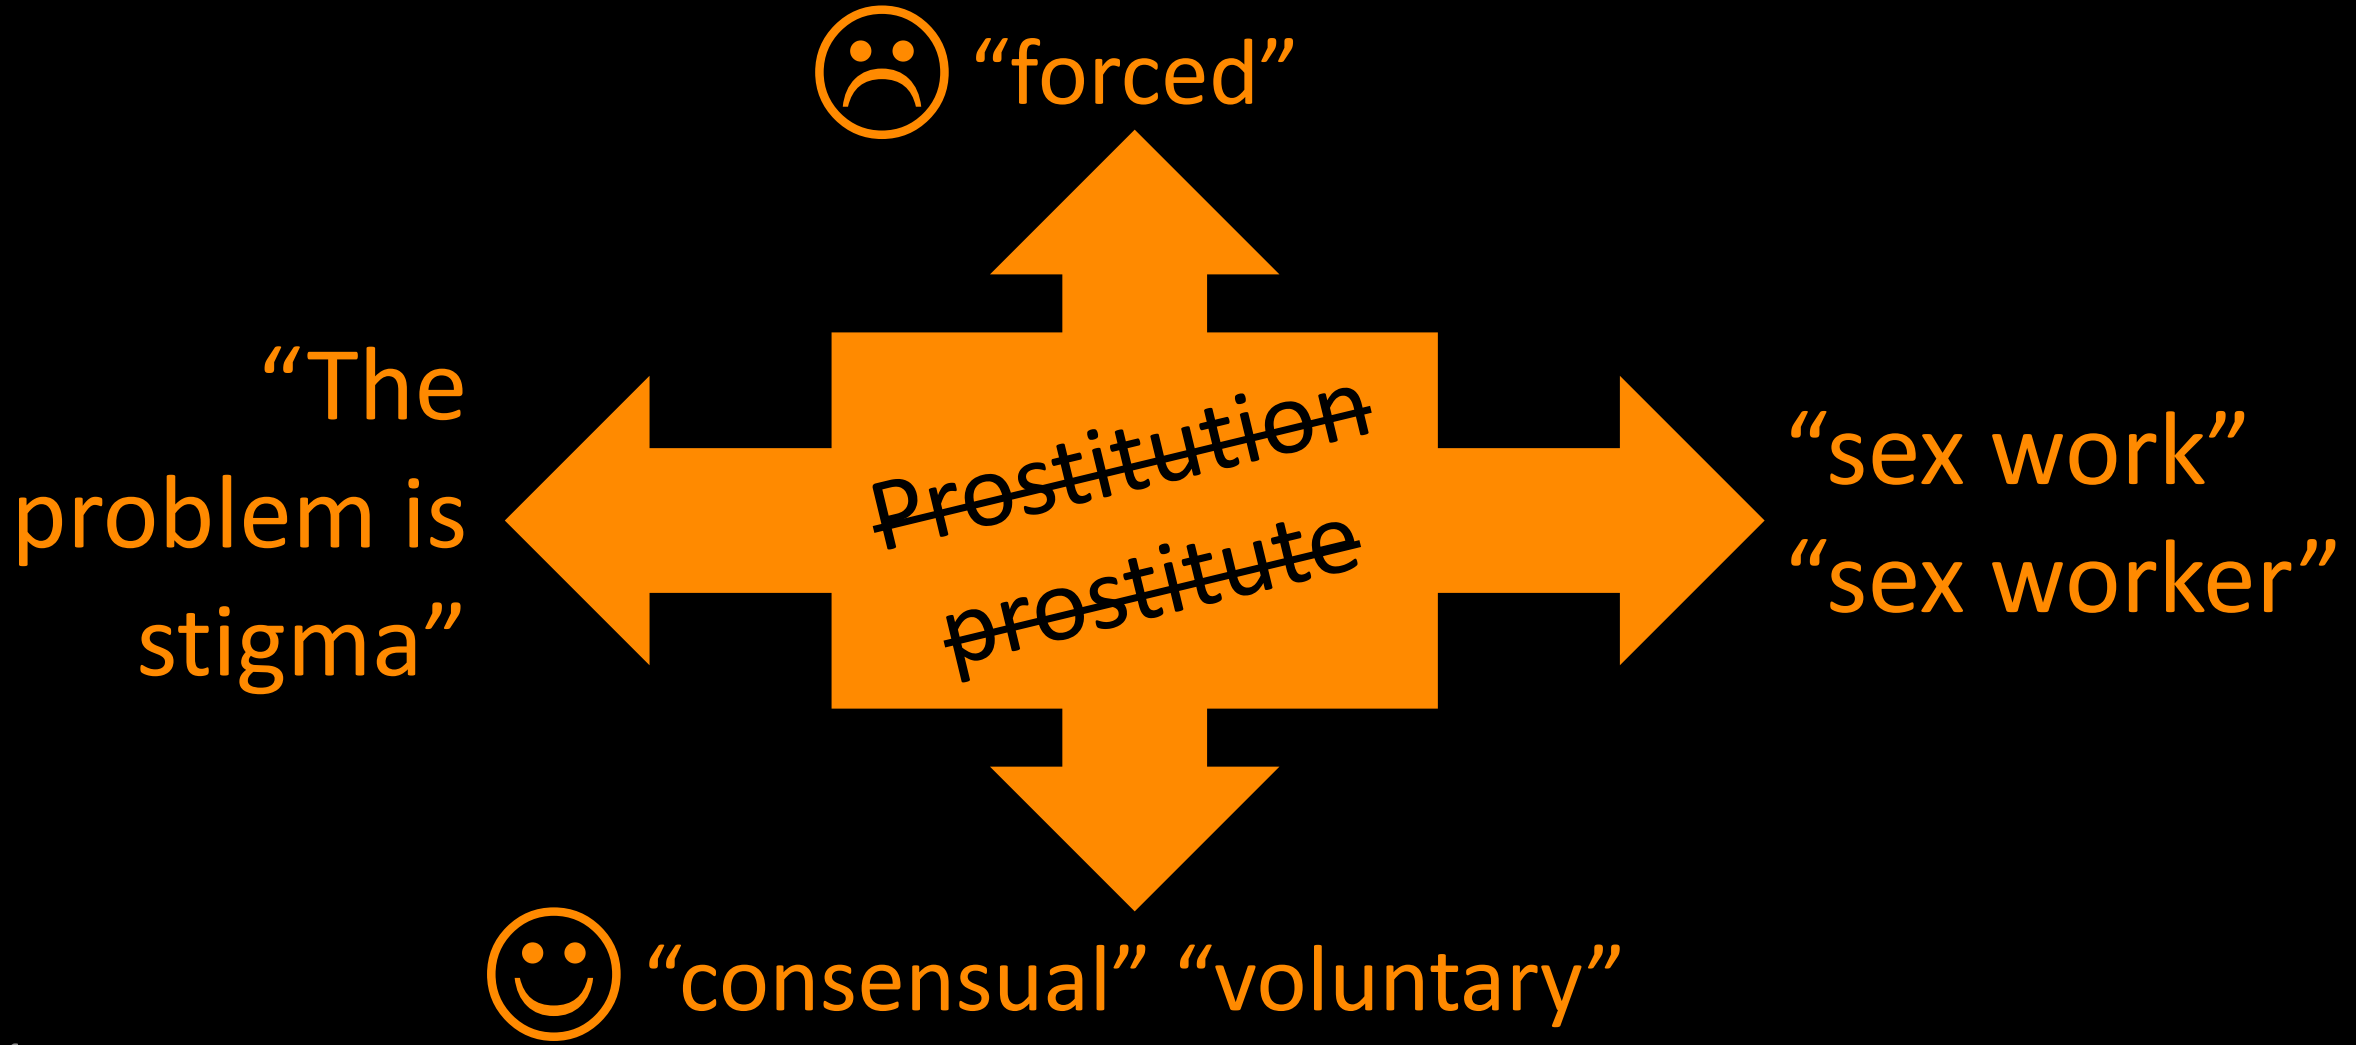 “forced”
“The
problem is
stigma”
Prostitution
prostitute
“sex work”
“sex worker”
“consensual” “voluntary”